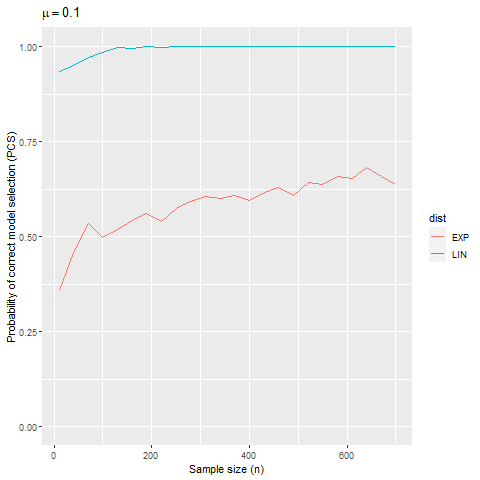 μ = 0.1
1.00
0.75
0.50
0.25
0.00
Probability of correct model selection (PCS)
0
200
400
600
Sample size (n)
dist
EXP
LIN